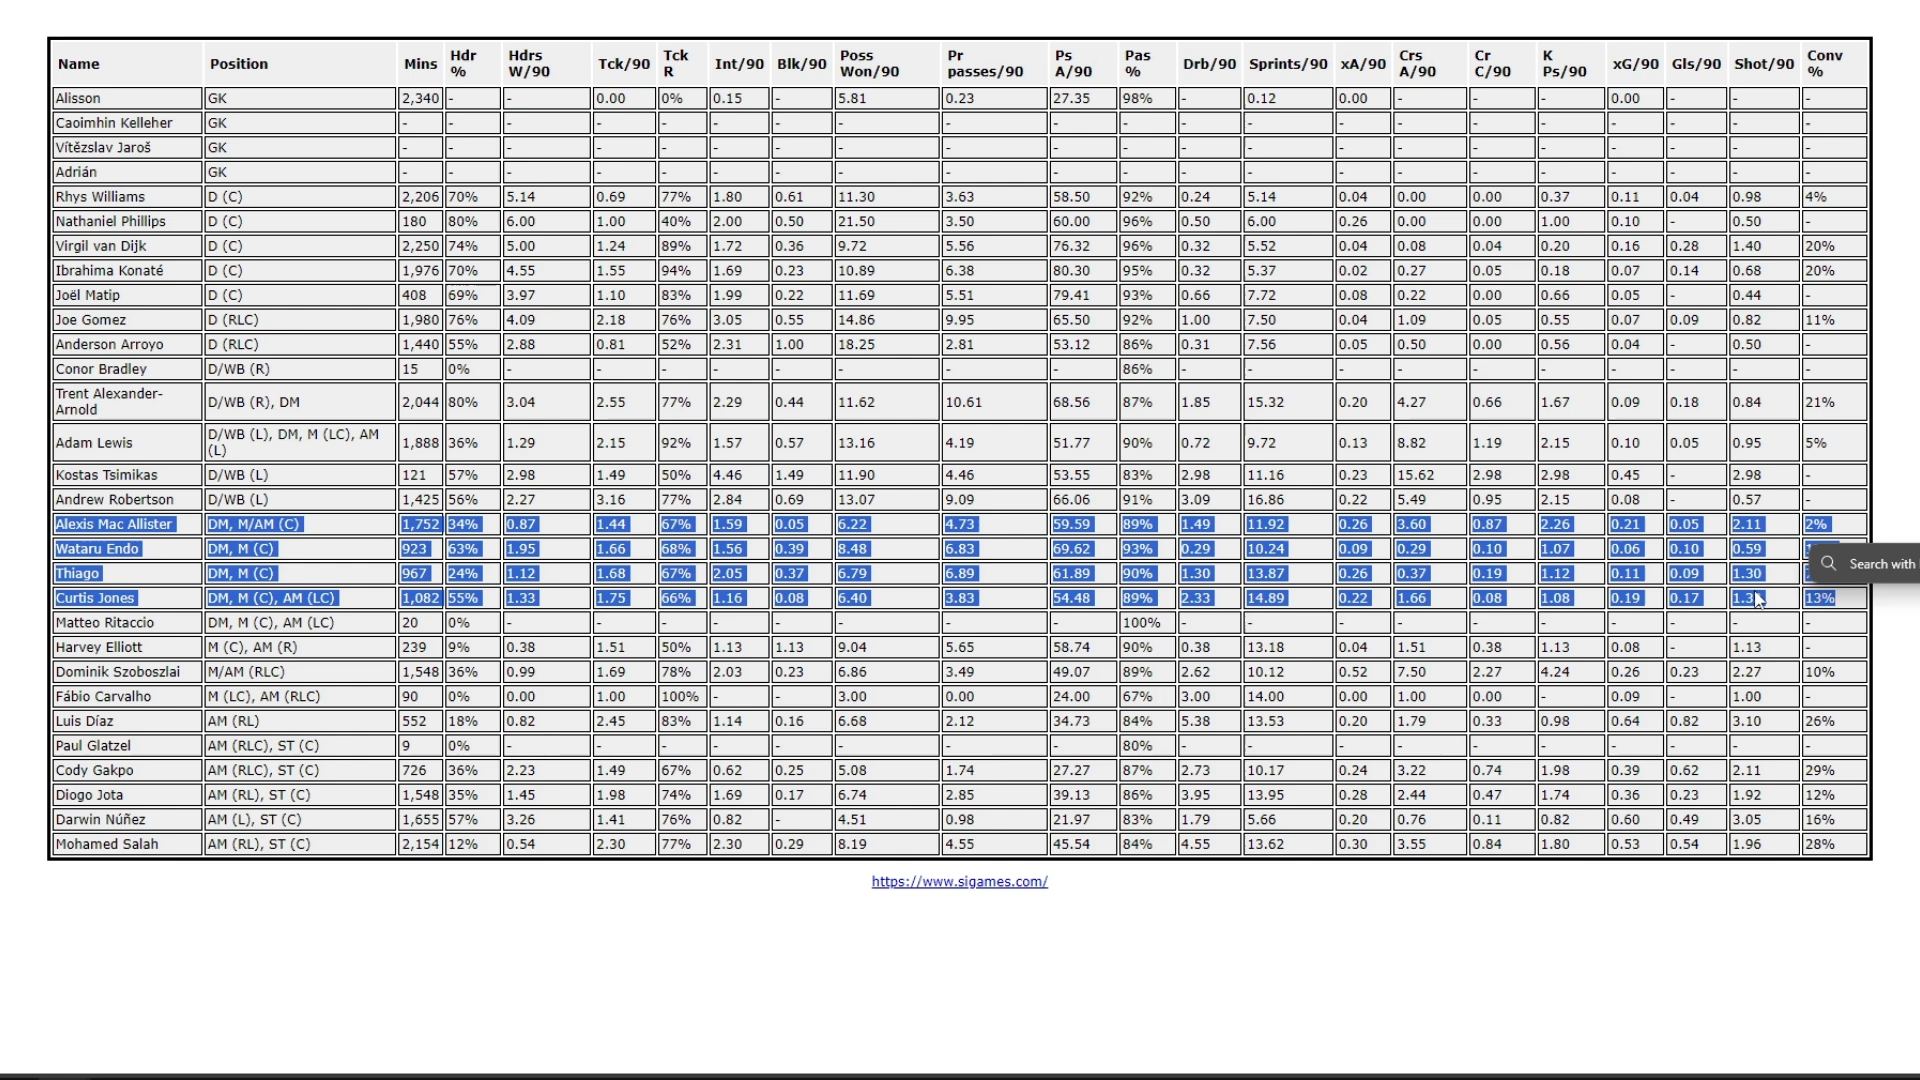 Name Position Mins Hdr % Hdrs W/90 Tck/90 Tck R Int/90 Blk/90 Poss Won/90 Pr passes/90 Ps A/90 Pas % Drb/90 Sprints/90 xA/90 Crs A/90 Cr C/90 K Ps/90 xG/90 Gls/90 Shot/90 Conv %
Alisson GK 2,340 - - 0.00 0% 0.15 - 5.81 0.23 27.35 98% - 0.12 0.00 - - - 0.00 - - -
Caoimhin Kelleher GK - - - - - - - - - - - - - - - - - - - - -
Vítězslav Jaroš GK - - - - - - - - - - - - - - - - - - - - -
Adrián GK - - - - - - - - - - - - - - - - - - - - -
Rhys Williams D (C) 2,206 70% 5.14 0.69 77% 1.80 0.61 11.30 3.63 58.50 92% 0.24 5.14 0.04 0.00 0.00 0.37 0.11 0.04 0.98 4%
Nathaniel Phillips D (C) 180 80% 6.00 1.00 40% 2.00 0.50 21.50 3.50 60.00 96% 0.50 6.00 0.26 0.00 0.00 1.00 0.10 - 0.50 -
Virgil van Dijk D (C) 2,250 74% 5.00 1.24 89% 1.72 0.36 9.72 5.56 76.32 96% 0.32 5.52 0.04 0.08 0.04 0.20 0.16 0.28 1.40 20%
Ibrahima Konaté D (C) 1,976 70% 4.55 1.55 94% 1.69 0.23 10.89 6.38 80.30 95% 0.32 5.37 0.02 0.27 0.05 0.18 0.07 0.14 0.68 20%
Joël Matip D (C) 408 69% 3.97 1.10 83% 1.99 0.22 11.69 5.51 79.41 93% 0.66 7.72 0.08 0.22 0.00 0.66 0.05 - 0.44 -
Joe Gomez D (RLC) 1,980 76% 4.09 2.18 76% 3.05 0.55 14.86 9.95 65.50 92% 1.00 7.50 0.04 1.09 0.05 0.55 0.07 0.09 0.82 11%
Anderson Arroyo D (RLC) 1,440 55% 2.88 0.81 52% 2.31 1.00 18.25 2.81 53.12 86% 0.31 7.56 0.05 0.50 0.00 0.56 0.04 - 0.50 -
Conor Bradley D/WB (R) 15 0% - - - - - - - - 86% - - - - - - - - - -
Trent Alexander-Arnold D/WB (R), DM 2,044 80% 3.04 2.55 77% 2.29 0.44 11.62 10.61 68.56 87% 1.85 15.32 0.20 4.27 0.66 1.67 0.09 0.18 0.84 21%
Adam Lewis D/WB (L), DM, M (LC), AM (L) 1,888 36% 1.29 2.15 92% 1.57 0.57 13.16 4.19 51.77 90% 0.72 9.72 0.13 8.82 1.19 2.15 0.10 0.05 0.95 5%
Kostas Tsimikas D/WB (L) 121 57% 2.98 1.49 50% 4.46 1.49 11.90 4.46 53.55 83% 2.98 11.16 0.23 15.62 2.98 2.98 0.45 - 2.98 -
Andrew Robertson D/WB (L) 1,425 56% 2.27 3.16 77% 2.84 0.69 13.07 9.09 66.06 91% 3.09 16.86 0.22 5.49 0.95 2.15 0.08 - 0.57 -
Alexis Mac Allister DM, M/AM (C) 1,752 34% 0.87 1.44 67% 1.59 0.05 6.22 4.73 59.59 89% 1.49 11.92 0.26 3.60 0.87 2.26 0.21 0.05 2.11 2%
Wataru Endo DM, M (C) 923 63% 1.95 1.66 68% 1.56 0.39 8.48 6.83 69.62 93% 0.29 10.24 0.09 0.29 0.10 1.07 0.06 0.10 0.59
Search with
Thiago DM, M (C) 967 24% 1.12 1.68 67% 2.05 0.37 6.79 6.89 61.89 90% 1.30 13.87 0.26 0.37 0.19 1.12 0.11 0.09 1.30
Curtis Jones DM, M (C), AM (LC) 1,082 55% 1.33 1.75 66% 1.16 0.08 6.40 3.83 54.48 89% 2.33 14.89 0.22 1.66 0.08 1.08 0.19 0.17 13%
Matteo Ritaccio DM, M (C), AM (LC) 20 0% - - - - - - - - 100% - - - - - - - - - -
Harvey Elliott M (C), AM (R) 239 9% 0.38 1.51 50% 1.13 1.13 9.04 5.65 58.74 90% 0.38 13.18 0.04 1.51 0.38 1.13 0.08 - 1.13 -
Dominik Szoboszlai M/AM (RLC) 1,548 36% 0.99 1.69 78% 2.03 0.23 6.86 3.49 49.07 89% 2.62 10.12 0.52 7.50 2.27 4.24 0.26 0.23 2.27 10%
Fábio Carvalho M (LC), AM (RLC) 90 0% 0.00 1.00 100% - - 3.00 0.00 24.00 67% 3.00 14.00 0.00 1.00 0.00 - 0.09 - 1.00 -
Luis Díaz AM (RL) 552 18% 0.82 2.45 83% 1.14 0.16 6.68 2.12 34.73 84% 5.38 13.53 0.20 1.79 0.33 0.98 0.64 0.82 3.10 26%
Paul Glatzel AM (RLC), ST (C) 9 0% - - - - - - - - 80% - - - - - - - - - -
Cody Gakpo AM (RLC), ST (C) 726 36% 2.23 1.49 67% 0.62 0.25 5.08 1.74 27.27 87% 2.73 10.17 0.24 3.22 0.74 1.98 0.39 0.62 2.11 29%
Diogo Jota AM (RL), ST (C) 1,548 35% 1.45 1.98 74% 1.69 0.17 6.74 2.85 39.13 86% 3.95 13.95 0.28 2.44 0.47 1.74 0.36 0.23 1.92 12%
Darwin Núñez AM (L), ST (C) 1,655 57% 3.26 1.41 76% 0.82 - 4.51 0.98 21.97 83% 1.79 5.66 0.20 0.76 0.11 0.82 0.60 0.49 3.05 16%
Mohamed Salah AM (RL), ST (C) 2,154 12% 0.54 2.30 77% 2.30 0.29 8.19 4.55 45.54 84% 4.55 13.62 0.30 3.55 0.84 1.80 0.53 0.54 1.96 28%
https://www.sigames.com/